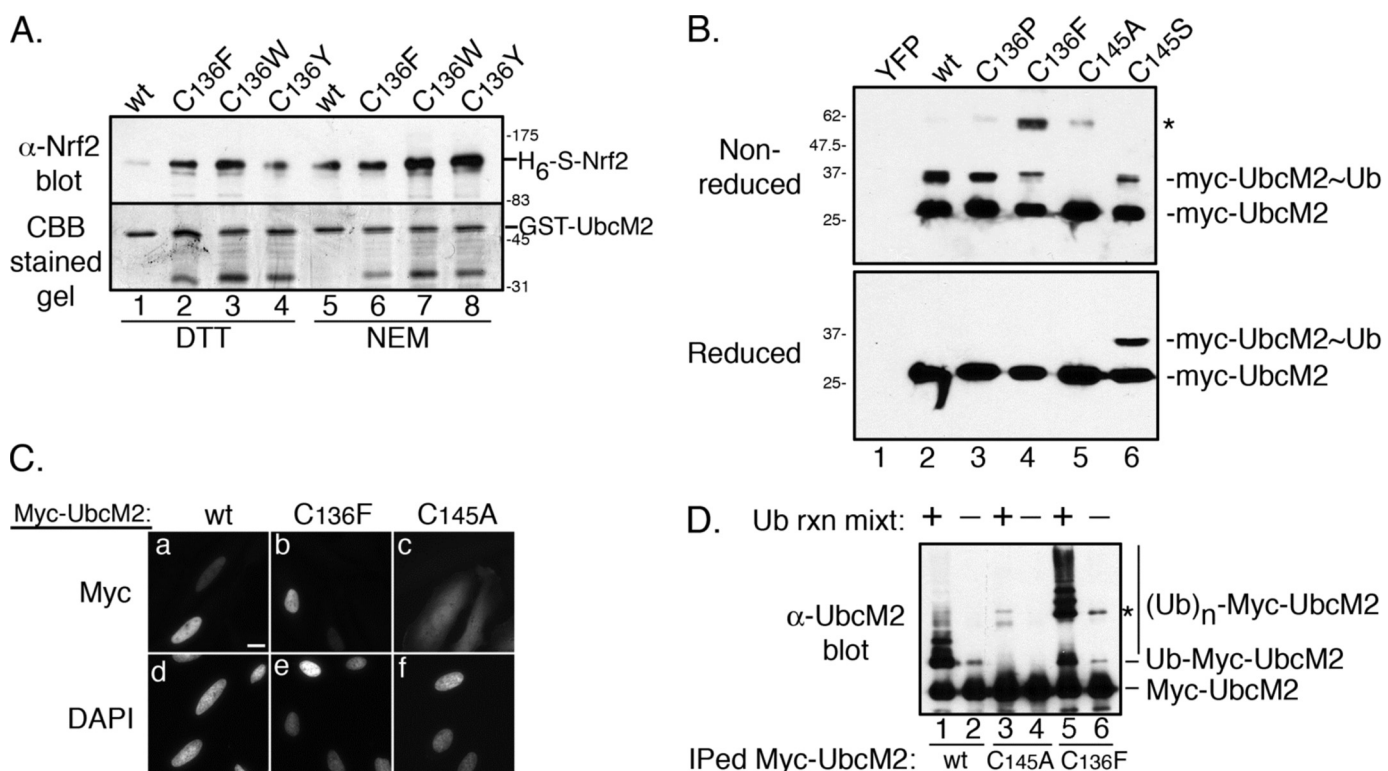 A.
wt C136F C136W C136Y wt C136F C136W C136Y
α-Nrf2 blot
-175
H6-S-Nrf2
-83
CBB stained gel
GST-UbcM2
-45
-31
1 2 3 4 5 6 7 8
DTT NEM
B.
YFP wt C136P C136F C145A C145S
Non-reduced
62-
47.5-
37-
25-
*
-myc-UbcM2~Ub
-myc-UbcM2
Reduced
37-
25-
-myc-UbcM2~Ub
-myc-UbcM2
1 2 3 4 5 6
C.
Myc-UbcM2: wt C136F C145A
Myc
a b c
DAPI
d e f
D.
Ub rxn mixt: + — + — + —
α-UbcM2 blot
* (Ub)n-Myc-UbcM2
– Ub-Myc-UbcM2
– Myc-UbcM2
1 2 3 4 5 6
IPed Myc-UbcM2: wt C145A C136F